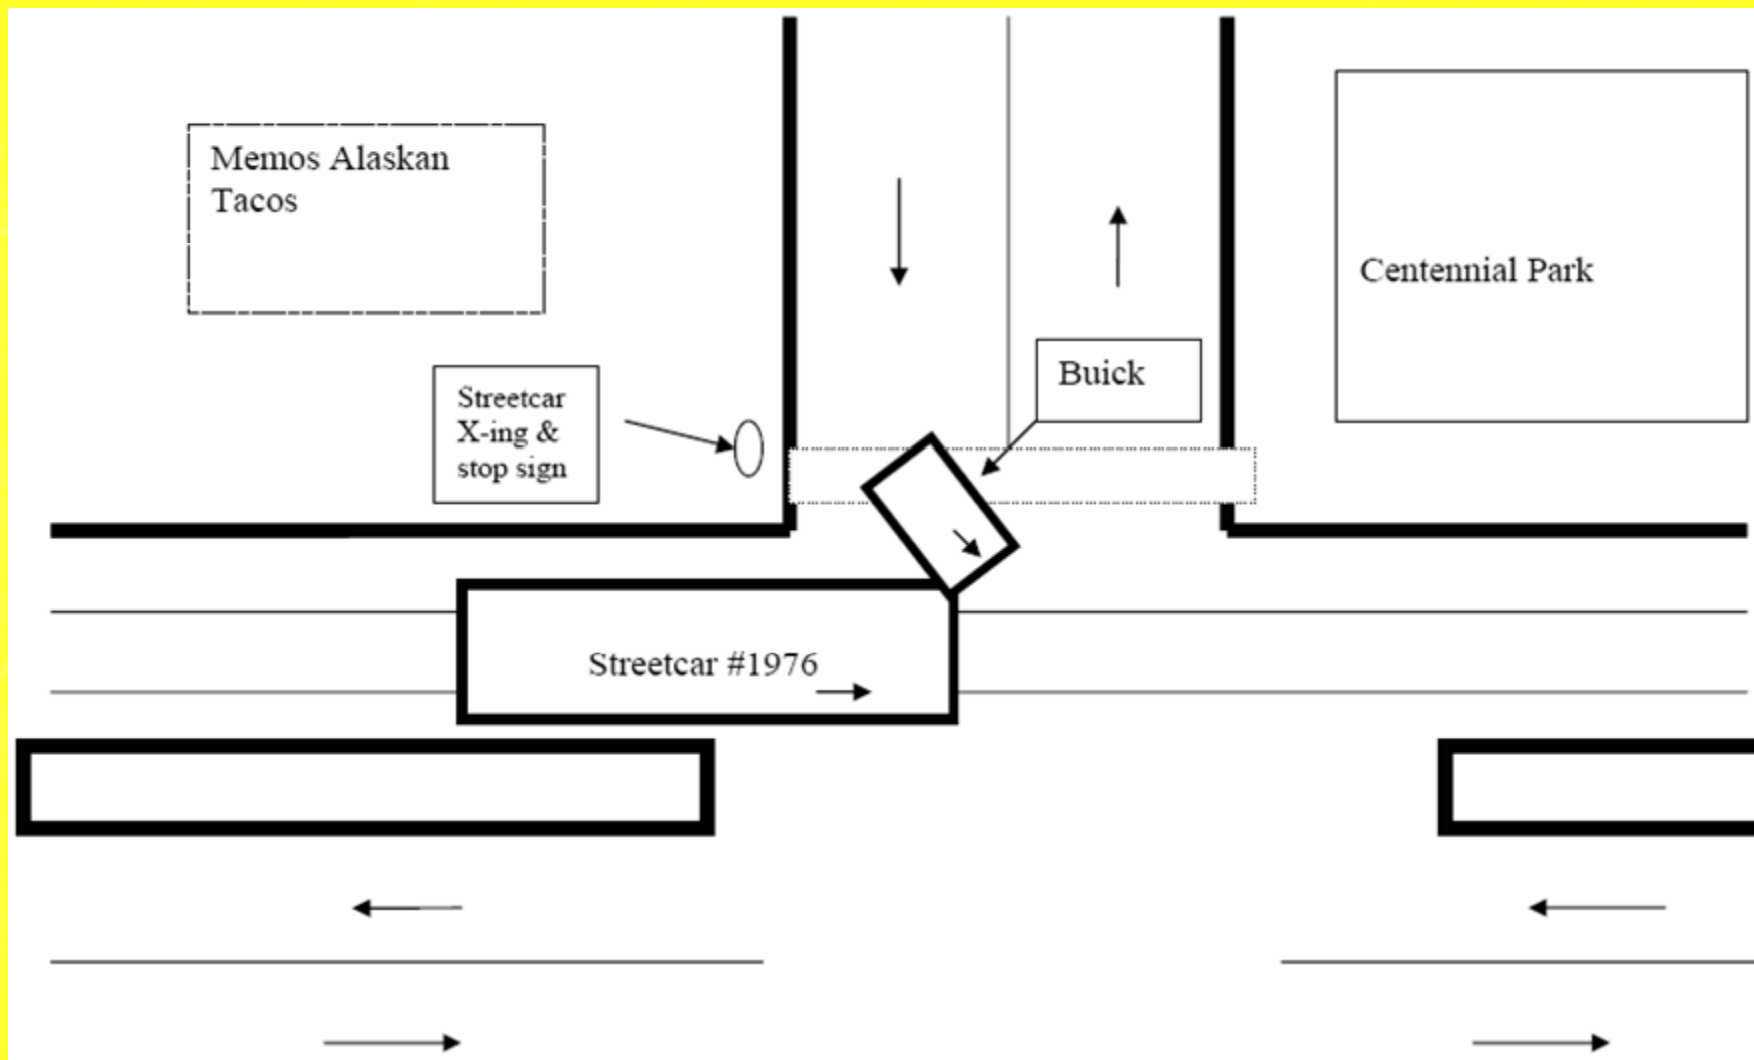 Memos Alaskan
Tacos
Centennial Park
Buick
Streetcar
X-ing &
stop sign
Streetcar #1976